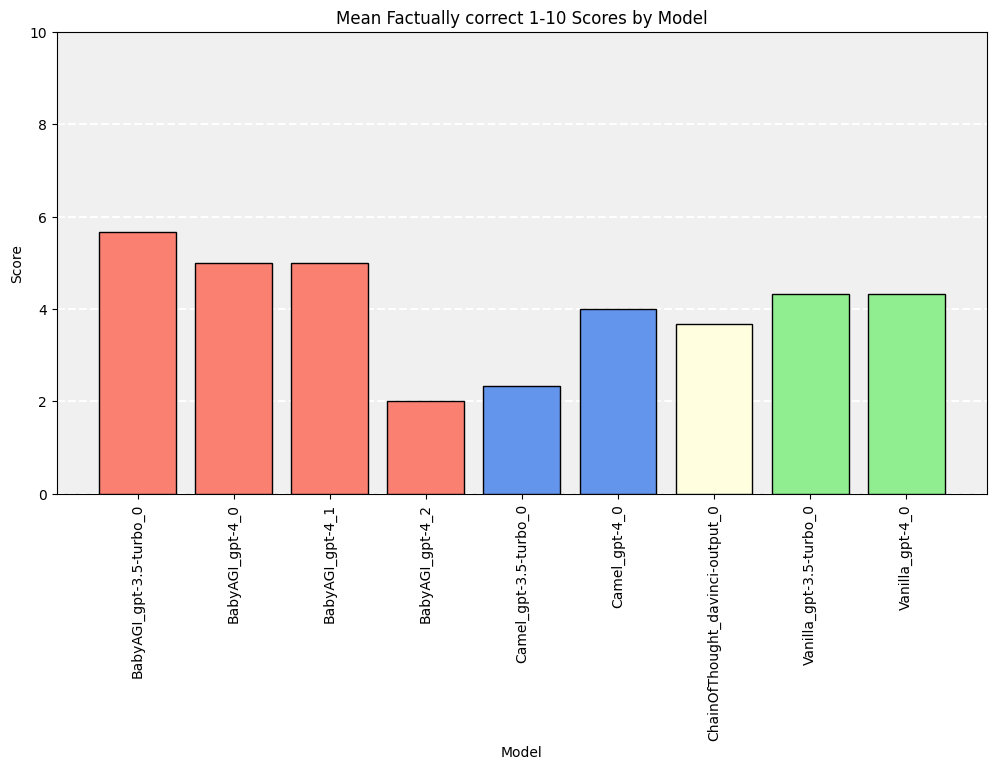 Mean Factually correct 1-10 Scores by Model
Score
10
8
6
4
2
0
BabyAGI_gpt-3.5-turbo_0
BabyAGI_gpt-4_0
BabyAGI_gpt-4_1
BabyAGI_gpt-4_2
Camel_gpt-3.5-turbo_0
Camel_gpt-4_0
ChainOfThought_davinci-output_0
Vanilla_gpt-3.5-turbo_0
Vanilla_gpt-4_0
Model